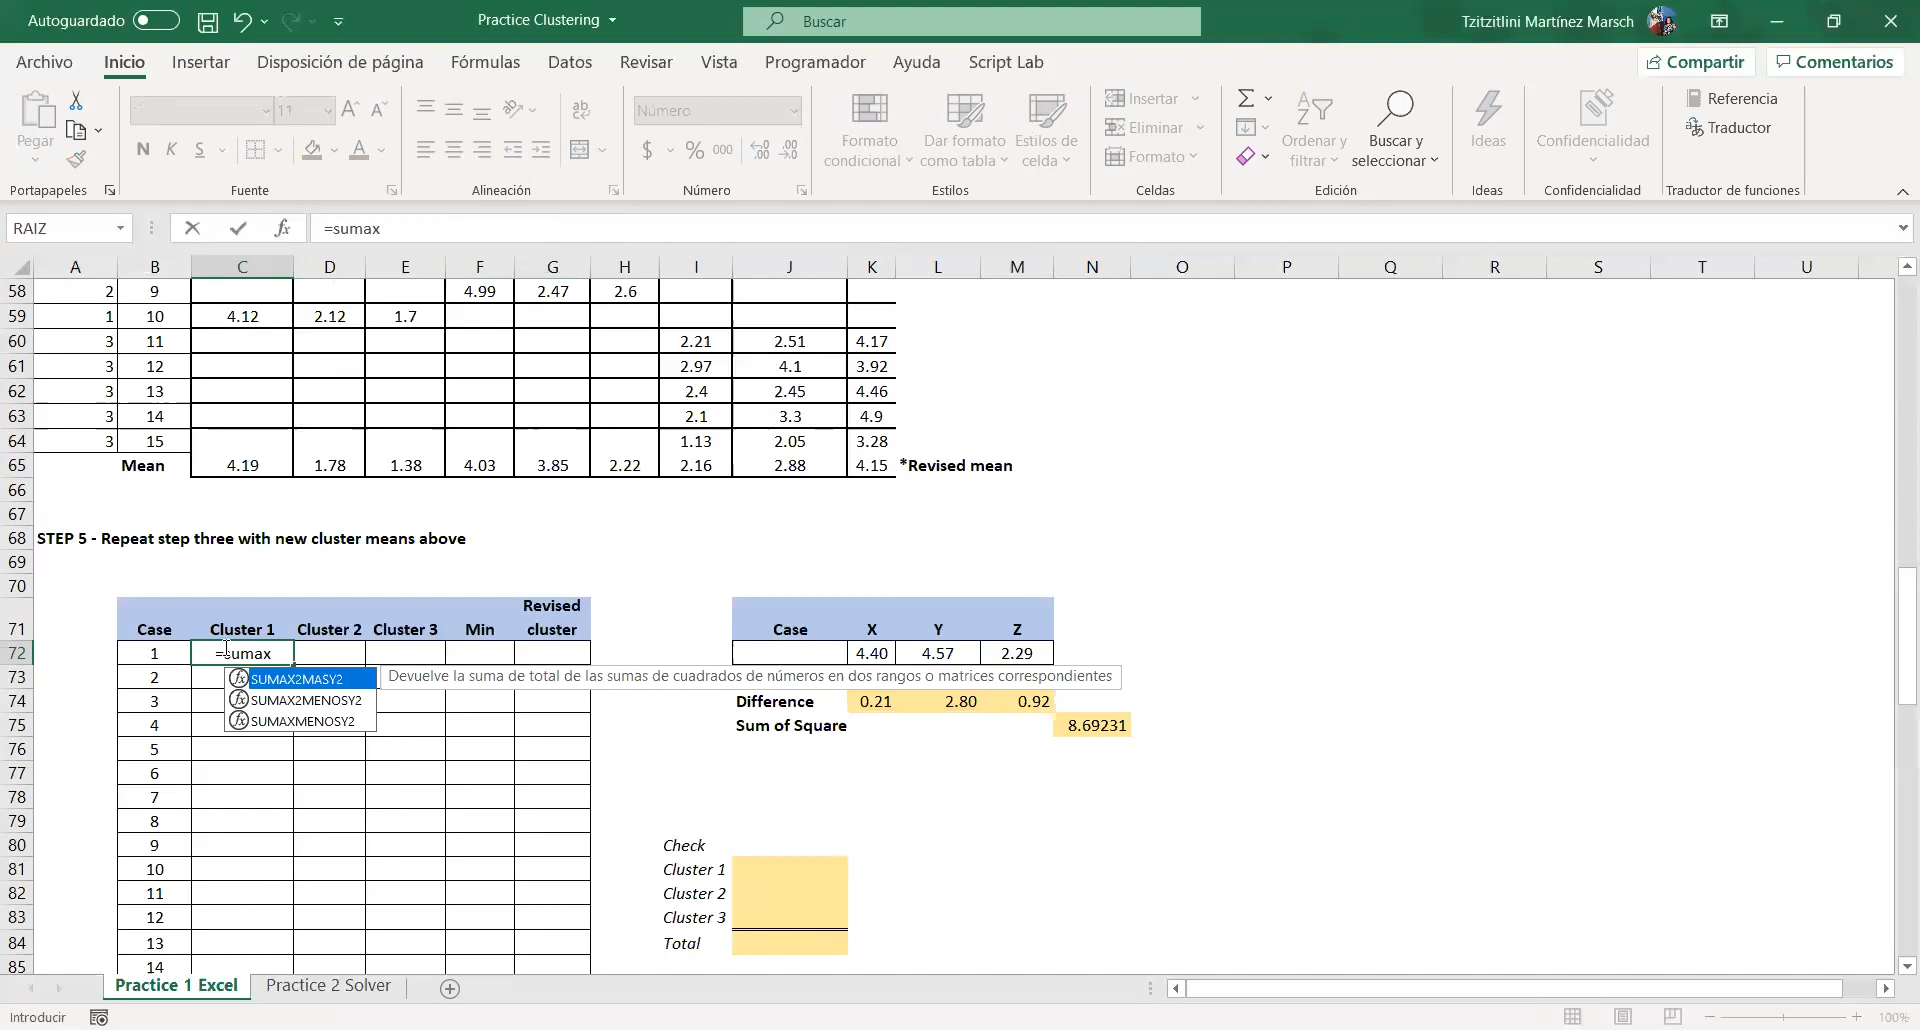 Autoguardado
Practice Clustering
Buscar
Tzitzitlini Martínez Marsch
Archivo Inicio Insertar Disposición de página Fórmulas Datos Revisar Vista Programador Ayuda Script Lab
Compartir Comentarios
Pegar
11
N K S
A
ab
Número
$ % 000
Formato condicional
Dar formato como tabla
Estilos de celda
Insertar
Eliminar
Formato
Ordenar y filtrar
Buscar y seleccionar
Ideas
Confidencialidad
Referencia
Traductor
Portapapeles Fuente Alineación Número Estilos Celdas Edición Ideas Confidencialidad Traductor de funciones
RAIZ fx =sumax
A B C D E F G H I J K L M N O P Q R S T U
58 2 9 4.99 2.47 2.6
59 1 10 4.12 2.12 1.7
60 3 11 2.21 2.51 4.17
61 3 12 2.97 4.1 3.92
62 3 13 2.4 2.45 4.46
63 3 14 2.1 3.3 4.9
64 3 15 1.13 2.05 3.28
65 Mean 4.19 1.78 1.38 4.03 3.85 2.22 2.16 2.88 4.15 *Revised mean
66
67
68 STEP 5 - Repeat step three with new cluster means above
69
70
71 Case Cluster 1 Cluster 2 Cluster 3 Min Revised cluster Case X Y Z
72 1 =sumax 4.40 4.57 2.29
73 2 SUMAX2MASY2 Devuelve la suma de total de las sumas de cuadrados de números en dos rangos o matrices correspondientes
74 3 SUMAX2MENOSY2 Difference 0.21 2.80 0.92
75 4 SUMAXMENOSY2 Sum of Square 8.69231
76 5
77 6
78 7
79 8
80 9 Check
81 10 Cluster 1
82 11 Cluster 2
83 12 Cluster 3
84 13 Total
85 14
Practice 1 Excel Practice 2 Solver
Introducir 100%